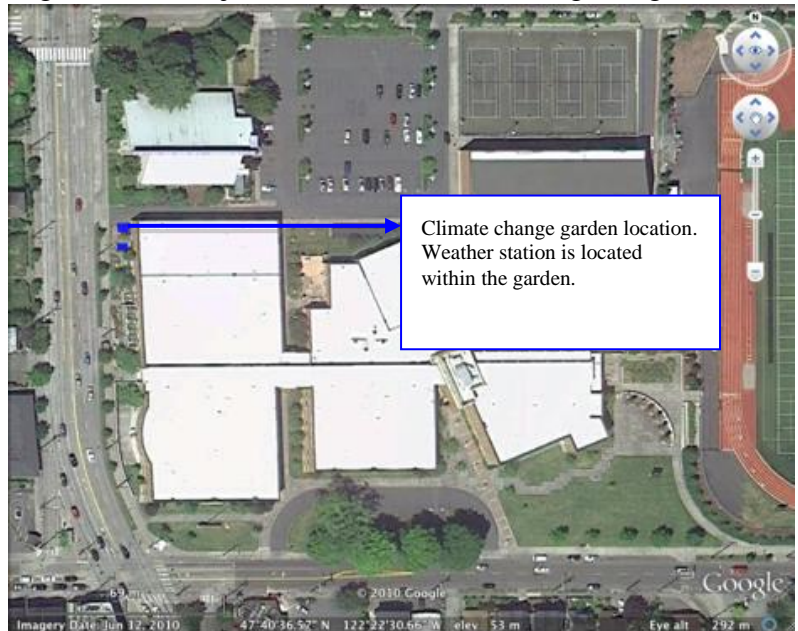 N
Climate change garden location.
Weather station is located
within the garden.
© 2010 Google
Google
Imagery Date: Jun 12, 2010 47°40'36.52" N 122°22'30.66" W elev 53 m Eye alt 292 m